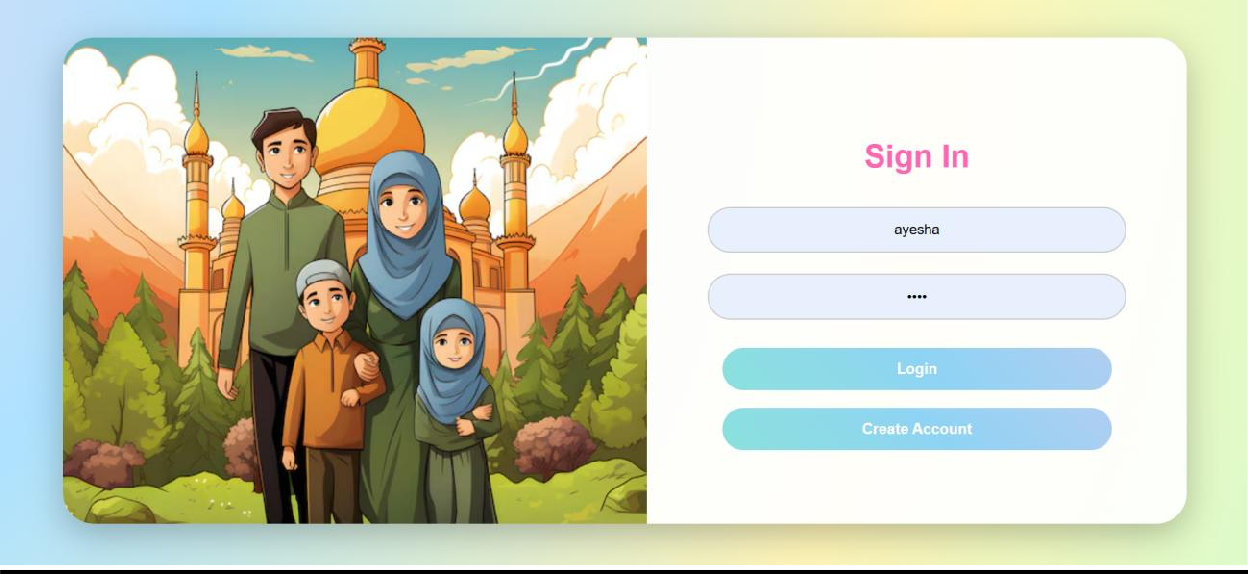 Sign In
ayesha
••••
Login
Create Account